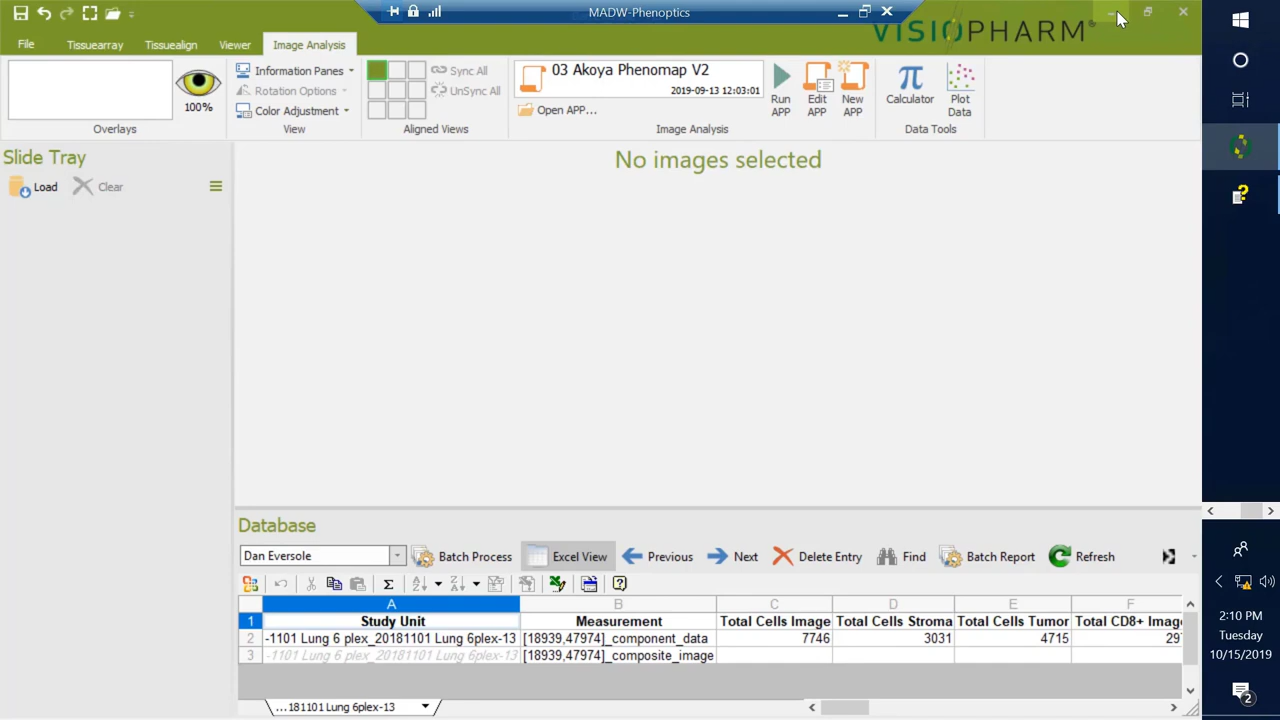 MADW-Phenoptics
VISIOPHARM®
File
Tissuearray
Tissuealign
Viewer
Image Analysis
100%
Overlays
Information Panes
Rotation Options
Color Adjustment
View
Sync All
UnSync All
Aligned Views
03 Akoya Phenomap V2
2019-09-13 12:03:01
Open APP...
Run APP
Edit APP
New APP
Image Analysis
Calculator
Plot Data
Data Tools
Slide Tray
Load
Clear
No images selected
Database
Dan Eversole
Batch Process
Excel View
Previous
Next
Delete Entry
Find
Batch Report
Refresh
A B C D E F
1 Study Unit Measurement Total Cells Image Total Cells Stroma Total Cells Tumor Total CD8+ Imag
2 -1101 Lung 6 plex_20181101 Lung 6plex-13 [18939,47974]_component_data 7746 3031 4715 29
3 -1101 Lung 6 plex_20181101 Lung 6plex-13 [18939,47974]_composite_image
...181101 Lung 6plex-13
2:10 PM
Tuesday
10/15/2019
2